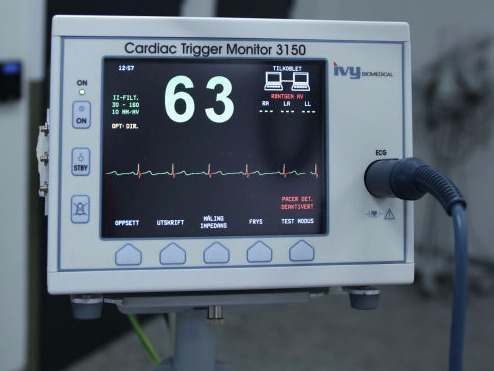 Cardiac Trigger Monitor 3150
ivy BIOMEDICAL
12:57
TILKOBLET
63
ON
II-FILT.
30 - 160
10 MM/MV
RØNTGEN AV
RA LA LL
--- --- ---
OPT: DIR.
ON
ECG
STBY
PACER DET.
DEAKTIVERT
OPPSETT
UTSKRIFT
MÅLING
IMPEDANS
FRYS
TEST MODUS